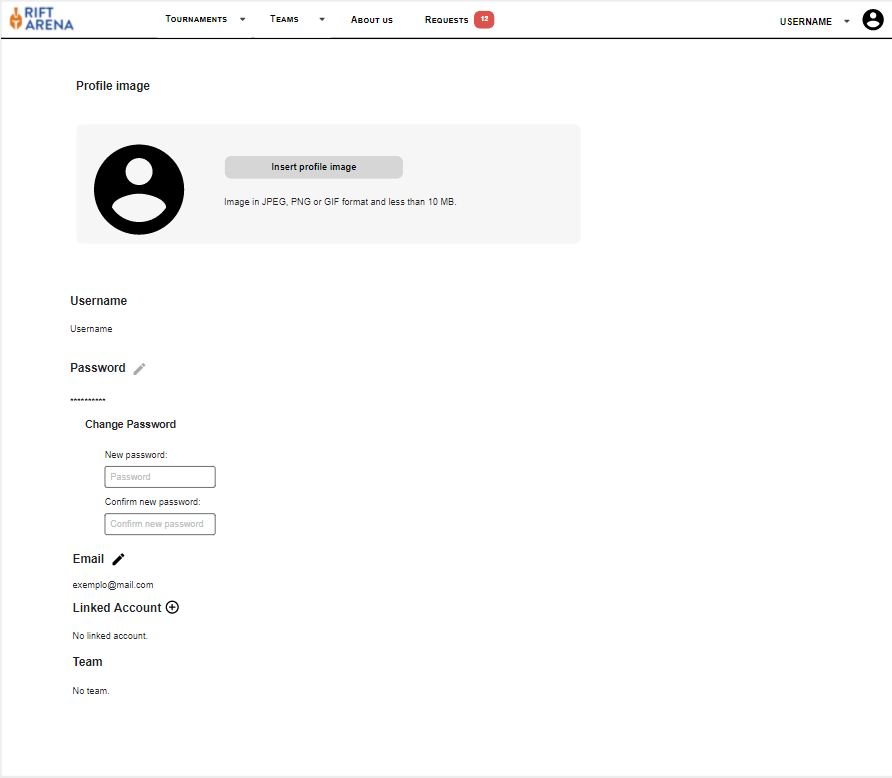 RIFT
ARENA
TOURNAMENTS
TEAMS
ABOUT US
REQUESTS 12
USERNAME
Profile image
Insert profile image
Image in JPEG, PNG or GIF format and less than 10 MB.
Username
Username
Password
**********
Change Password
New password:
Password
Confirm new password:
Confirm new password
Email
exemplo@mail.com
Linked Account
No linked account.
Team
No team.